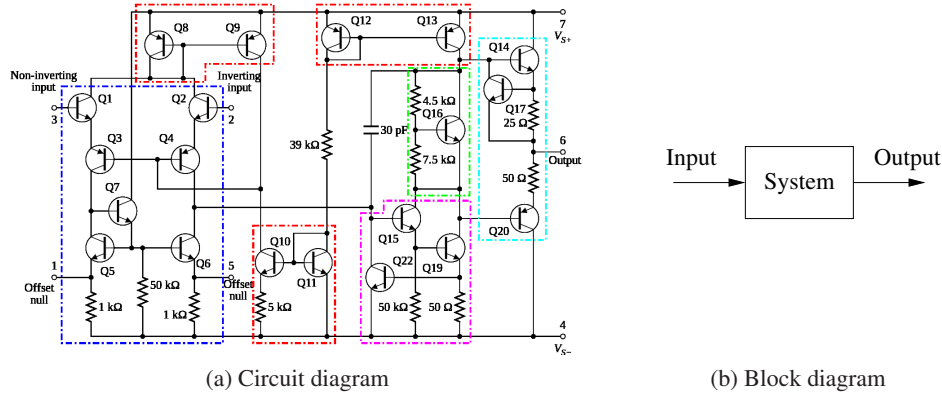 Q8
Q9
Q12
Q13
7
V_S+
Q14
Non-inverting
input
Inverting
input
Q1
Q2
3
2
Q17
25 Ω
4.5 kΩ
Q16
30 pF
39 kΩ
7.5 kΩ
6
Output
50 Ω
Q3
Q4
Q7
Q15
Q20
Q10
Q11
Q19
Q22
1
Offset
null
Q5
Q6
5
Offset
null
50 kΩ
1 kΩ
1 kΩ
5 kΩ
50 kΩ
50 Ω
4
V_S−
Input
System
Output
(a) Circuit diagram
(b) Block diagram